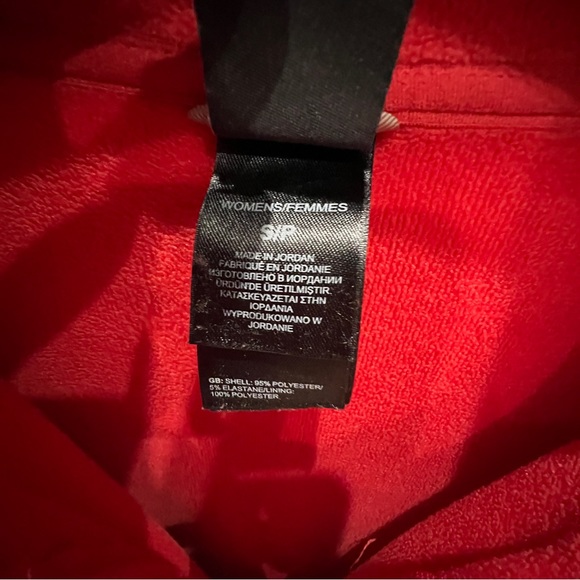 WOMENS/FEMMES
S/P
MADE IN JORDAN
FABRIQUÉ EN JORDANIE
ИЗГОТОВЛЕНО В ИОРДАНИИ
ÜRDÜN'DE ÜRETILMIŞTIR.
ΚΑΤΑΣΚΕΥΑΖΕΤΑΙ ΣΤΗΝ
ΙΟΡΔΑΝΙΑ
WYPRODUKOWANO W
JORDANIE
GB: SHELL: 95% POLYESTER/
5% ELASTANE/LINING:
100% POLYESTER